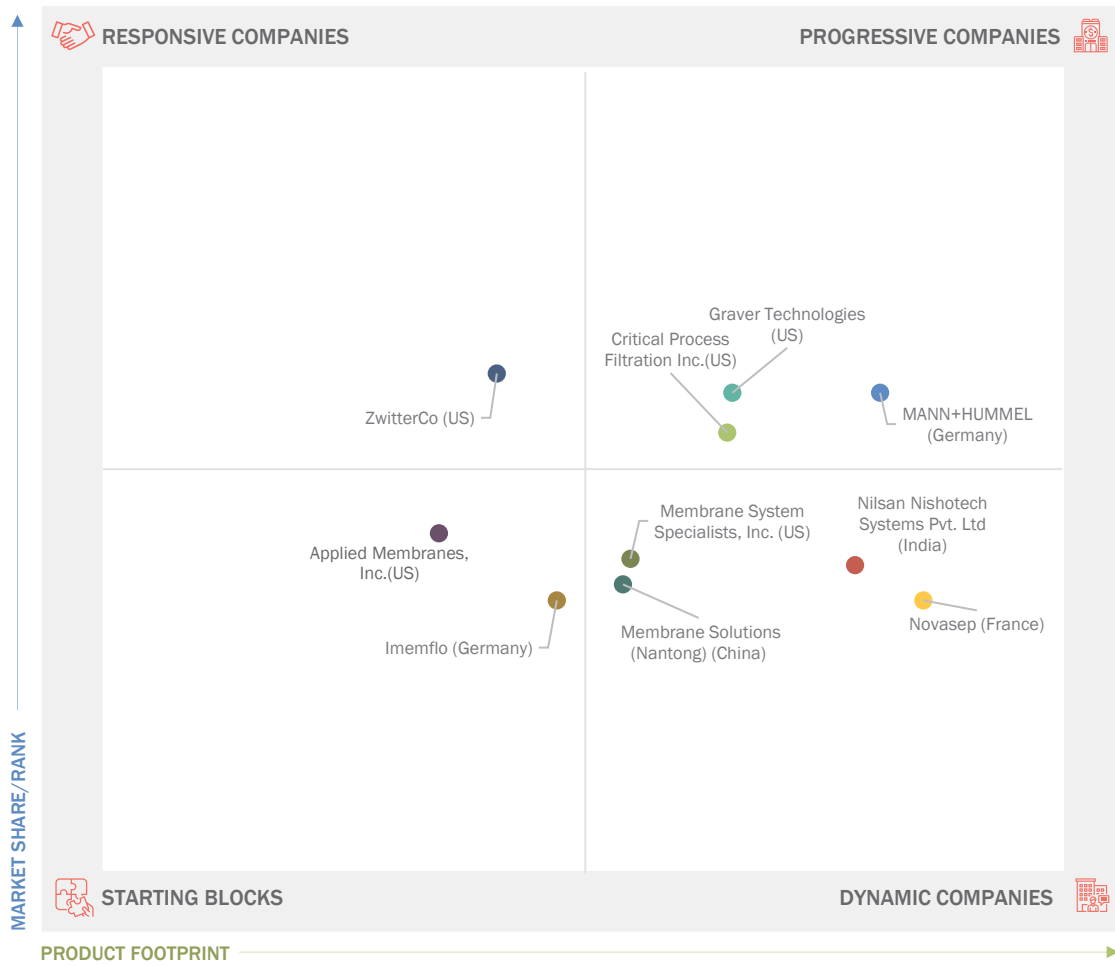 RESPONSIVE COMPANIES
PROGRESSIVE COMPANIES
Graver Technologies
(US)
Critical Process
Filtration Inc.(US)
ZwitterCo (US)
MANN+HUMMEL
(Germany)
Nilsan Nishotech
Systems Pvt. Ltd
(India)
Membrane System
Specialists, Inc. (US)
Applied Membranes,
Inc.(US)
Novasep (France)
Membrane Solutions
(Nantong) (China)
Imemflo (Germany)
MARKET SHARE/RANK
STARTING BLOCKS
DYNAMIC COMPANIES
PRODUCT FOOTPRINT